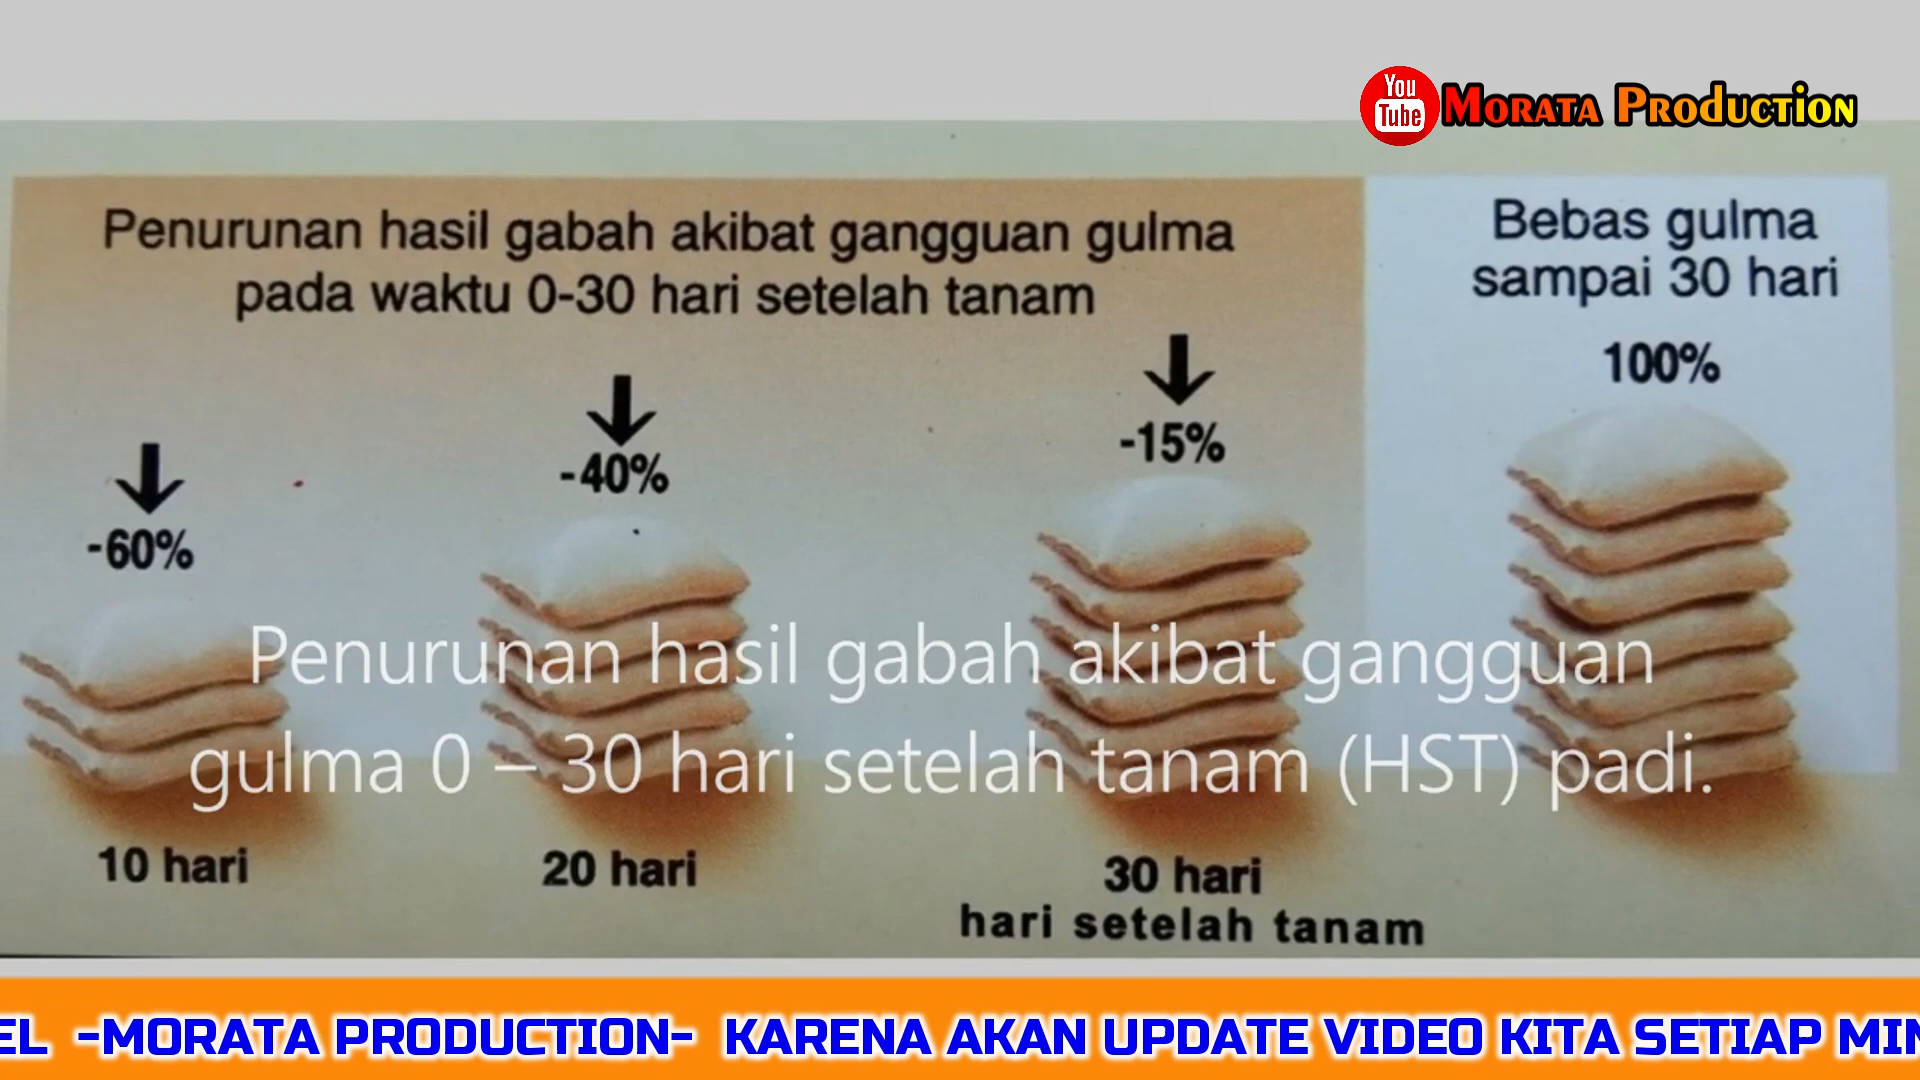 You
Tube
MORATA PRODUCTION
Penurunan hasil gabah akibat gangguan gulma
pada waktu 0-30 hari setelah tanam
Bebas gulma
sampai 30 hari
100%
-15%
-40%
-60%
Penurunan hasil gabah akibat gangguan
gulma 0 – 30 hari setelah tanam (HST) padi.
10 hari
20 hari
30 hari
hari setelah tanam
-MORATA PRODUCTION- KARENA AKAN UPDATE VIDEO KITA SETIAP